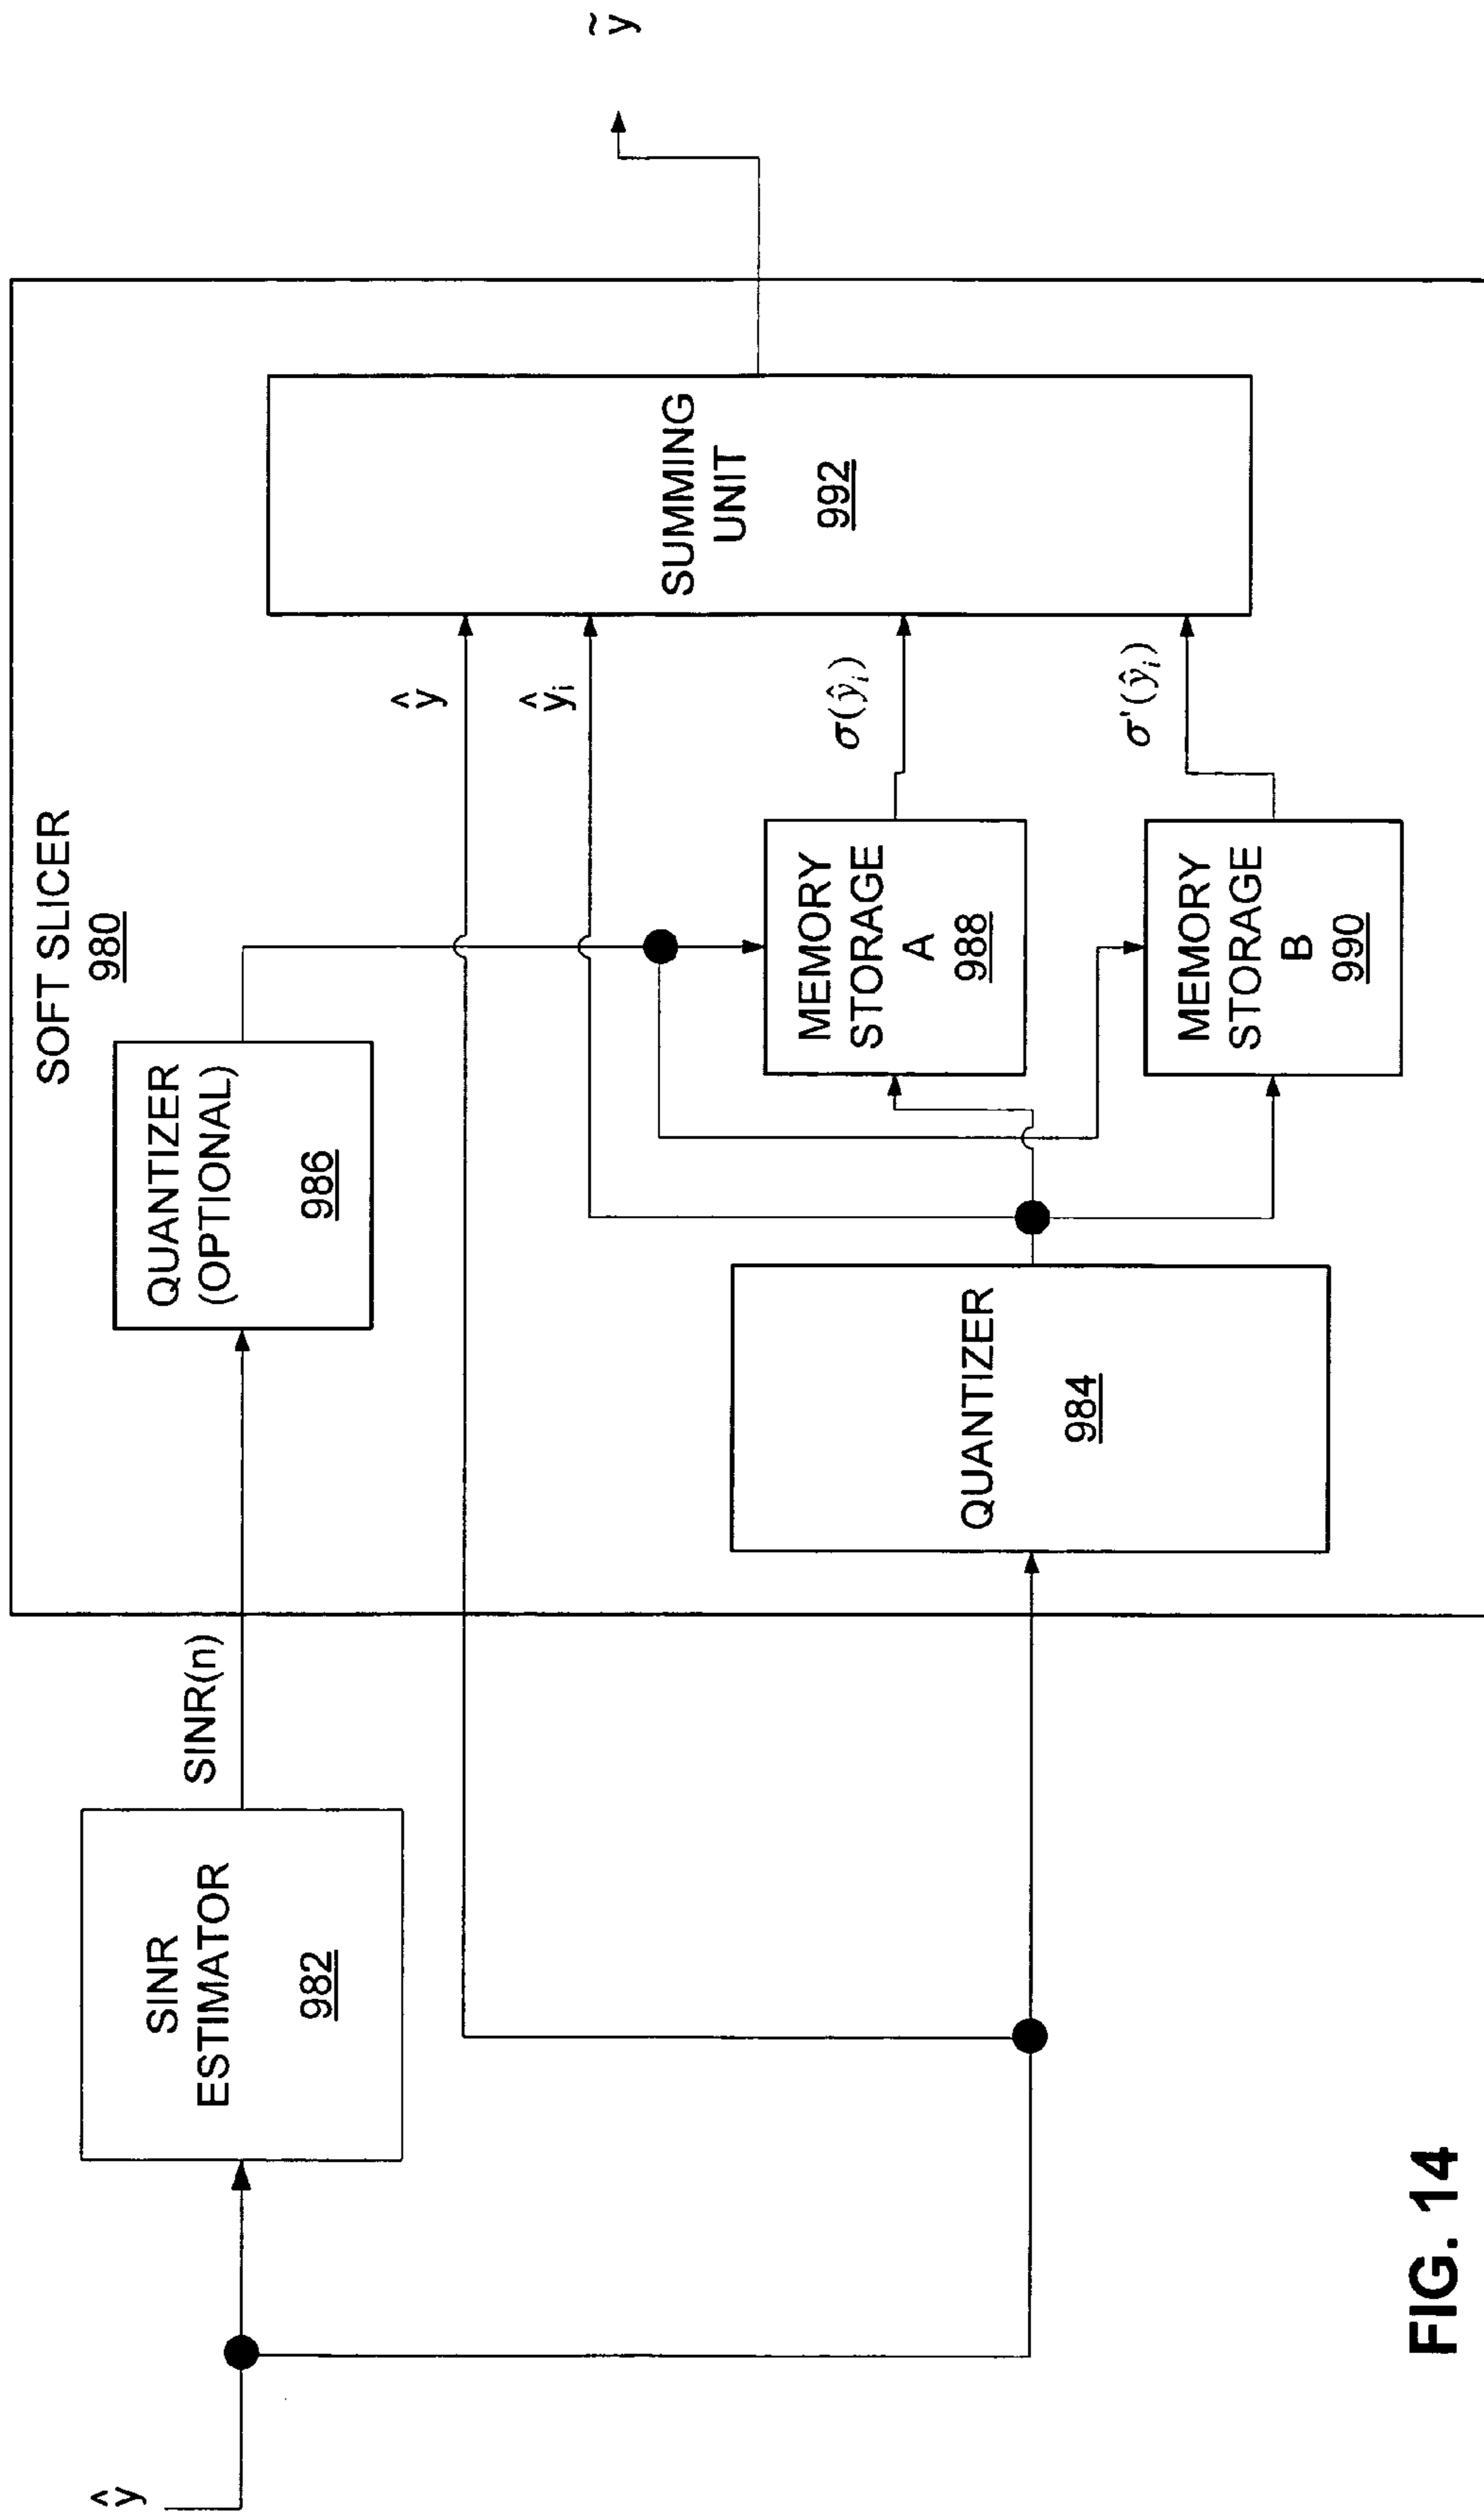 SOFT SLICER
980
ŷ
SINR
ESTIMATOR
982
SINR(n)
QUANTIZER
(OPTIONAL)
986
ŷ
ŷi
QUANTIZER
984
MEMORY
STORAGE
A
988
σ(ŷi)
MEMORY
STORAGE
B
990
σ'(ŷi)
SUMMING
UNIT
992
ỹ
FIG. 14